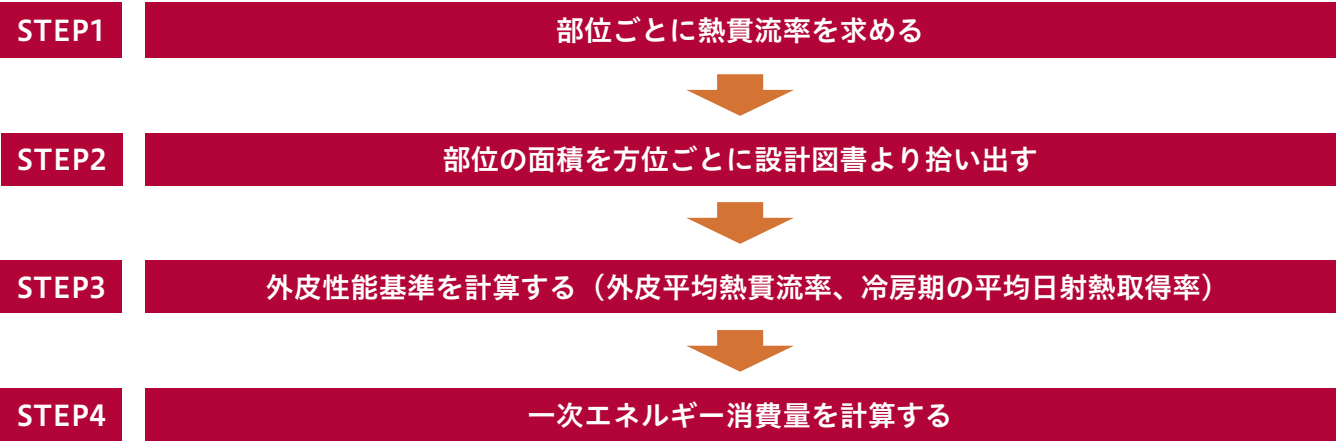 STEP1 部位ごとに熱貫流率を求める
STEP2 部位の面積を方位ごとに設計図書より拾い出す
STEP3 外皮性能基準を計算する（外皮平均熱貫流率、冷房期の平均日射熱取得率）
STEP4 一次エネルギー消費量を計算する